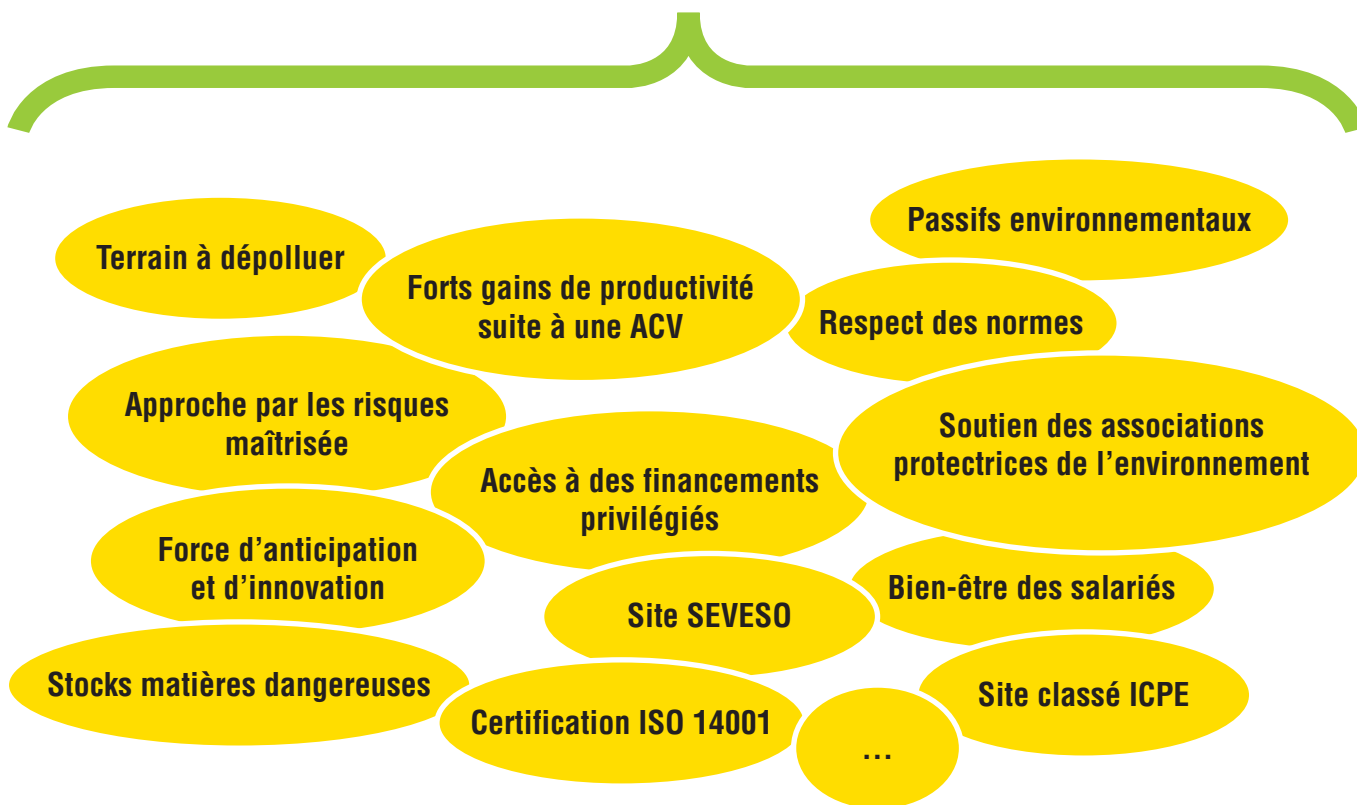 Passifs environnementaux
Terrain à dépolluer
Forts gains de productivité
suite à une ACV
Respect des normes
Approche par les risques
maîtrisée
Soutien des associations
protectrices de l’environnement
Accès à des financements
privilégiés
Force d’anticipation
et d’innovation
Bien-être des salariés
Site SEVESO
Stocks matières dangereuses
Site classé ICPE
Certification ISO 14001
…